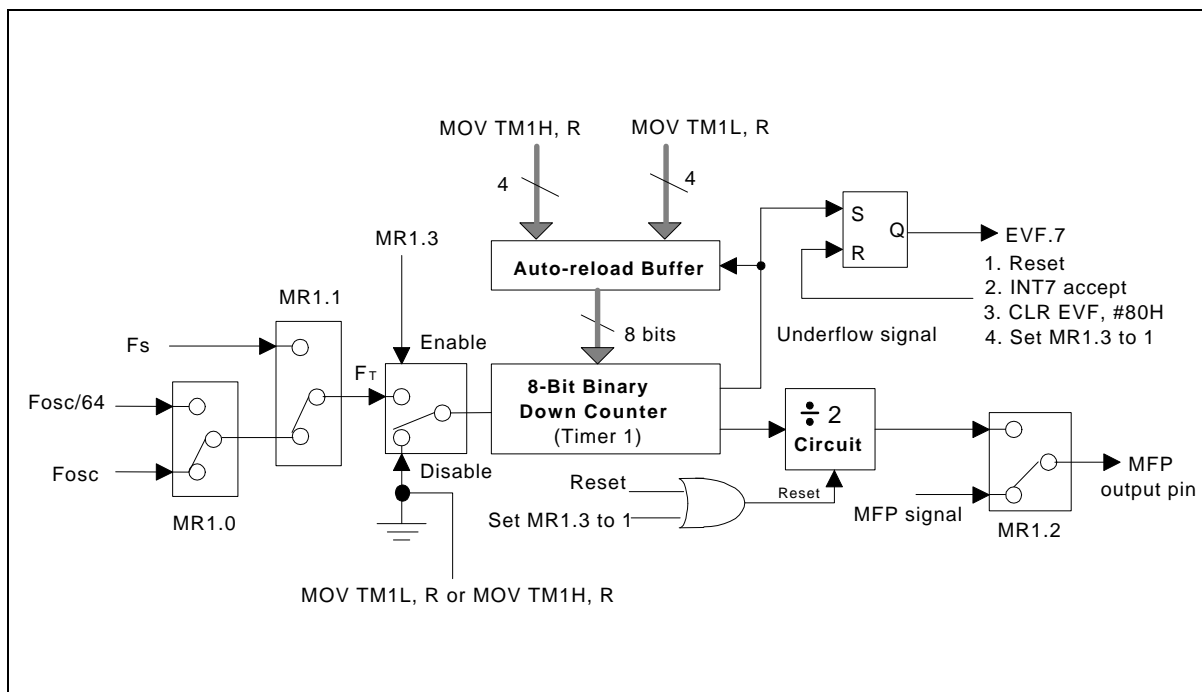 MOV TM1H, R
MOV TM1L, R
4
4
S
Q
R
EVF.7
1. Reset
2. INT7 accept
3. CLR EVF, #80H
4. Set MR1.3 to 1
MR1.3
Auto-reload Buffer
MR1.1
Underflow signal
8 bits
Fs
Enable
FT
8-Bit Binary
Down Counter
(Timer 1)
Fosc/64
÷ 2
Circuit
Fosc
Disable
MFP
output pin
Reset
Reset
Set MR1.3 to 1
MFP signal
MR1.0
MR1.2
MOV TM1L, R or MOV TM1H, R